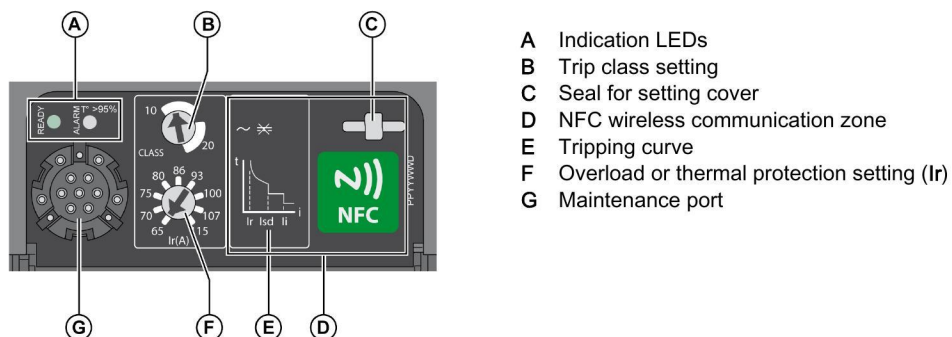 A B C
READY
ALARM T° >95%
10
20
CLASS
80 86 93
75 100
70 107
65 15
Ir(A)
t
Ir Isd Ii i
NFC
PPYYWWD
G F E D
A Indication LEDs
B Trip class setting
C Seal for setting cover
D NFC wireless communication zone
E Tripping curve
F Overload or thermal protection setting (Ir)
G Maintenance port